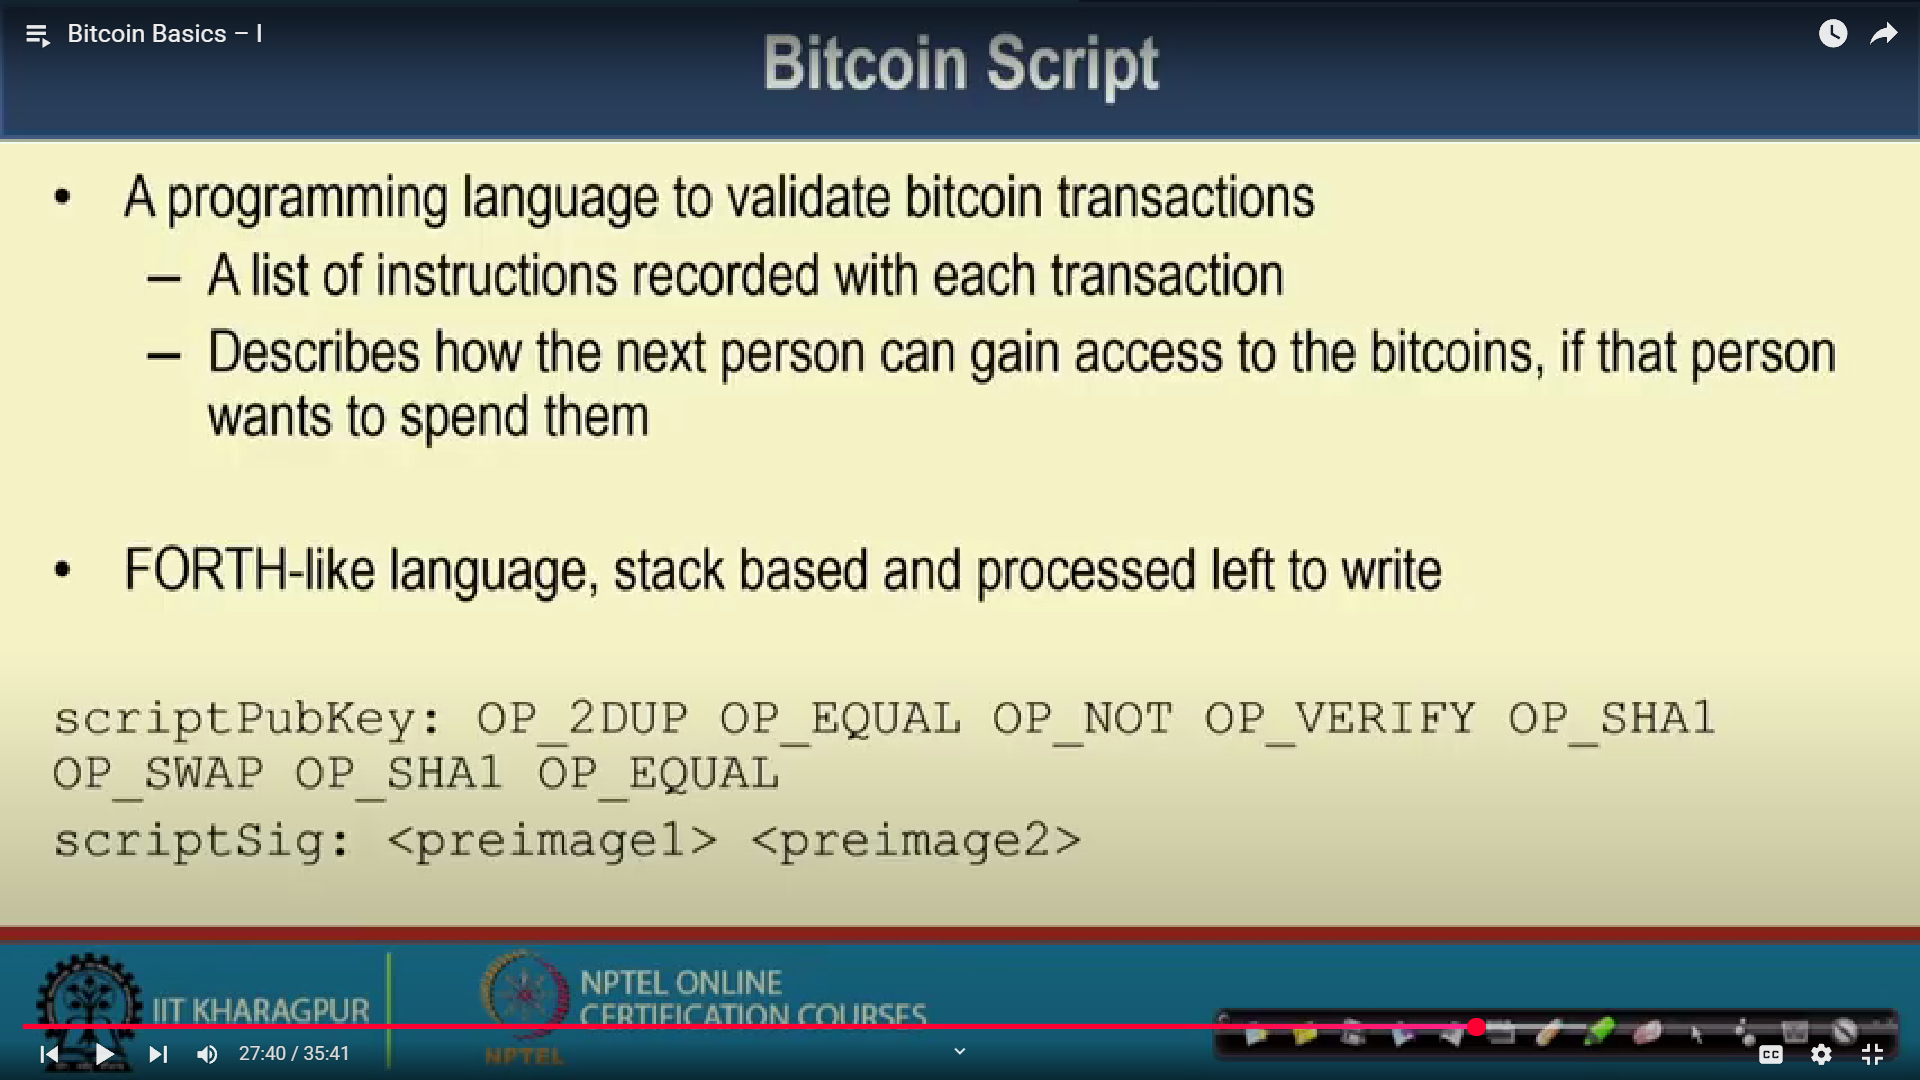 Bitcoin Basics – I
Bitcoin Script
• A programming language to validate bitcoin transactions
– A list of instructions recorded with each transaction
– Describes how the next person can gain access to the bitcoins, if that person
wants to spend them
• FORTH-like language, stack based and processed left to write
scriptPubKey: OP_2DUP OP_EQUAL OP_NOT OP_VERIFY OP_SHA1
OP_SWAP OP_SHA1 OP_EQUAL
scriptSig: <preimage1> <preimage2>
IIT KHARAGPUR
NPTEL
NPTEL ONLINE
CERTIFICATION COURSES
27:40 / 35:41
CC